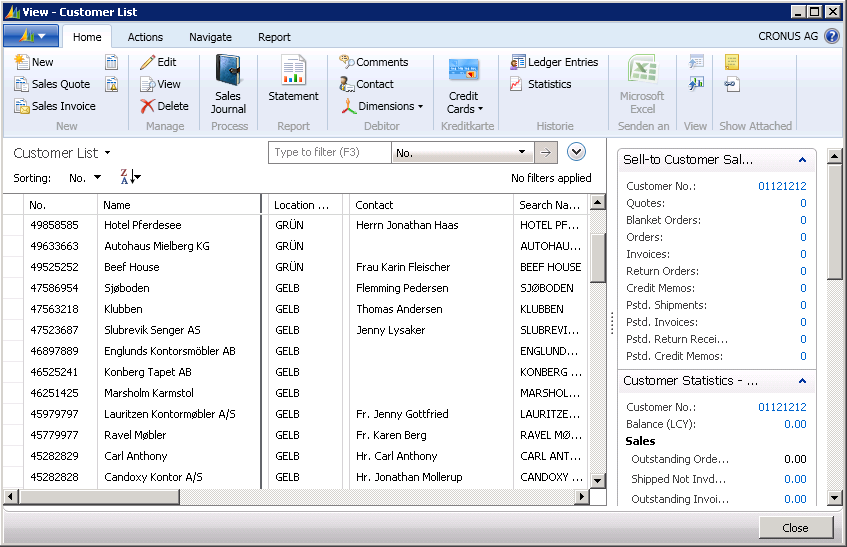 View - Customer List
Home Actions Navigate Report CRONUS AG
New Edit Comments Ledger Entries
Sales Quote View Contact Statistics
Sales Invoice Delete Sales Journal Statement Dimensions Credit Cards Microsoft Excel
New Manage Process Report Debitor Kreditkarte Historie Senden an View Show Attached
Customer List Type to filter (F3) No.
Sorting: No. No filters applied
No. Name Location ... Contact Search Na...
49858585 Hotel Pferdesee GRÜN Herrn Jonathan Haas HOTEL PF...
49633663 Autohaus Mielberg KG GRÜN AUTOHAU...
49525252 Beef House GRÜN Frau Karin Fleischer BEEF HOUSE
47586954 Sjøboden GELB Flemming Pedersen SJØBODEN
47563218 Klubben GELB Thomas Andersen KLUBBEN
47523687 Slubrevik Senger AS GELB Jenny Lysaker SLUBREVI...
46897889 Englunds Kontorsmöbler AB GELB ENGLUND...
46525241 Konberg Tapet AB GELB KONBERG ...
46251425 Marsholm Karmstol GELB MARSHOL...
45979797 Lauritzen Kontormøbler A/S GELB Fr. Jenny Gottfried LAURITZE...
45779977 Ravel Møbler GELB Fr. Karen Berg RAVEL MØ...
45282829 Carl Anthony GELB Hr. Carl Anthony CARL ANT...
45282828 Candoxy Kontor A/S GELB Hr. Jonathan Mollerup CANDOXY ...
Sell-to Customer Sal...
Customer No.: 01121212
Quotes: 0
Blanket Orders: 0
Orders: 0
Invoices: 0
Return Orders: 0
Credit Memos: 0
Pstd. Shipments: 0
Pstd. Invoices: 0
Pstd. Return Recei... 0
Pstd. Credit Memos: 0
Customer Statistics - ...
Customer No.: 01121212
Balance (LCY): 0.00
Sales
Outstanding Orde... 0.00
Shipped Not Invd... 0.00
Outstanding Invoi... 0.00
Close